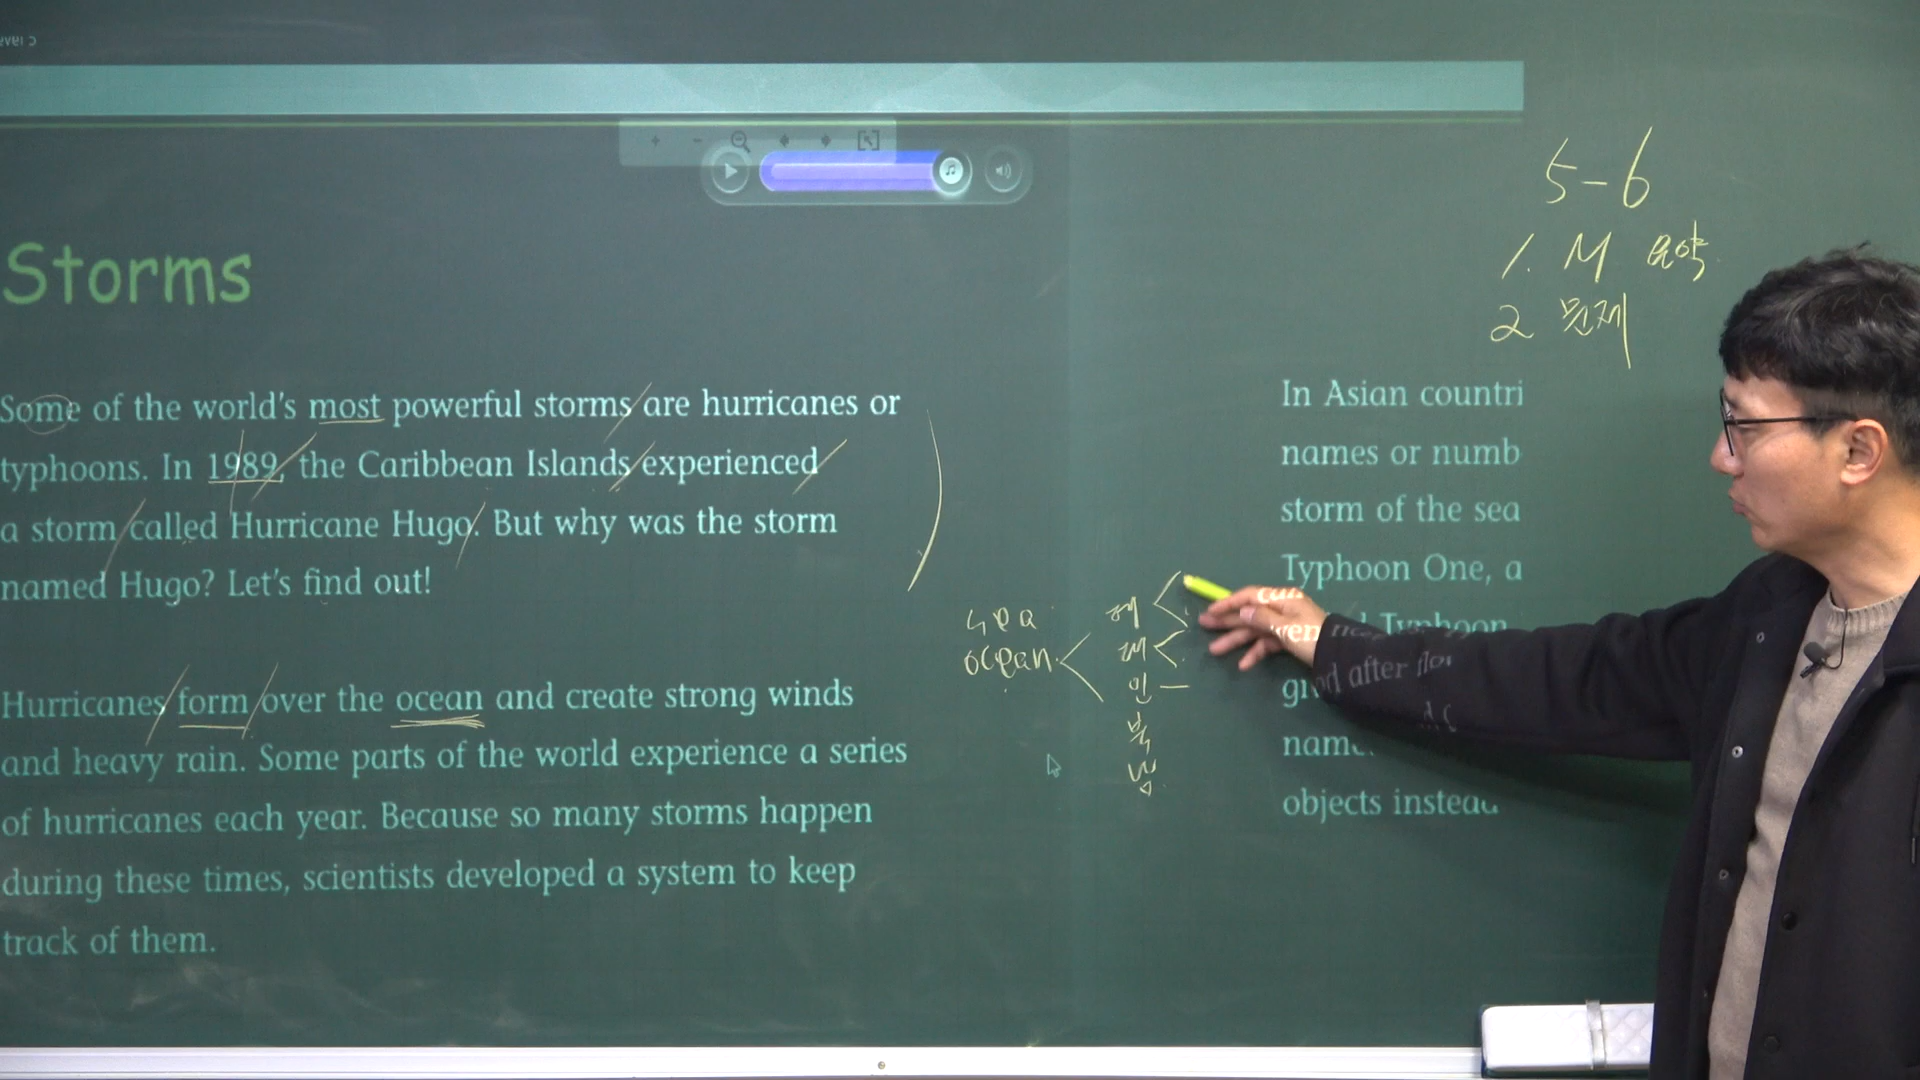 Storms
Some of the world's most powerful storms are hurricanes or
typhoons. In 1989, the Caribbean Islands experienced
a storm called Hurricane Hugo. But why was the storm
named Hugo? Let's find out!
Hurricanes form over the ocean and create strong winds
and heavy rain. Some parts of the world experience a series
of hurricanes each year. Because so many storms happen
during these times, scientists developed a system to keep
track of them.
sea
ocean
태
대
인
북
남
5-6
1. M 요약
2 문제
In Asian countri
names or numb
storm of the sea
Typhoon One, a
Typhoon
after
objects instead